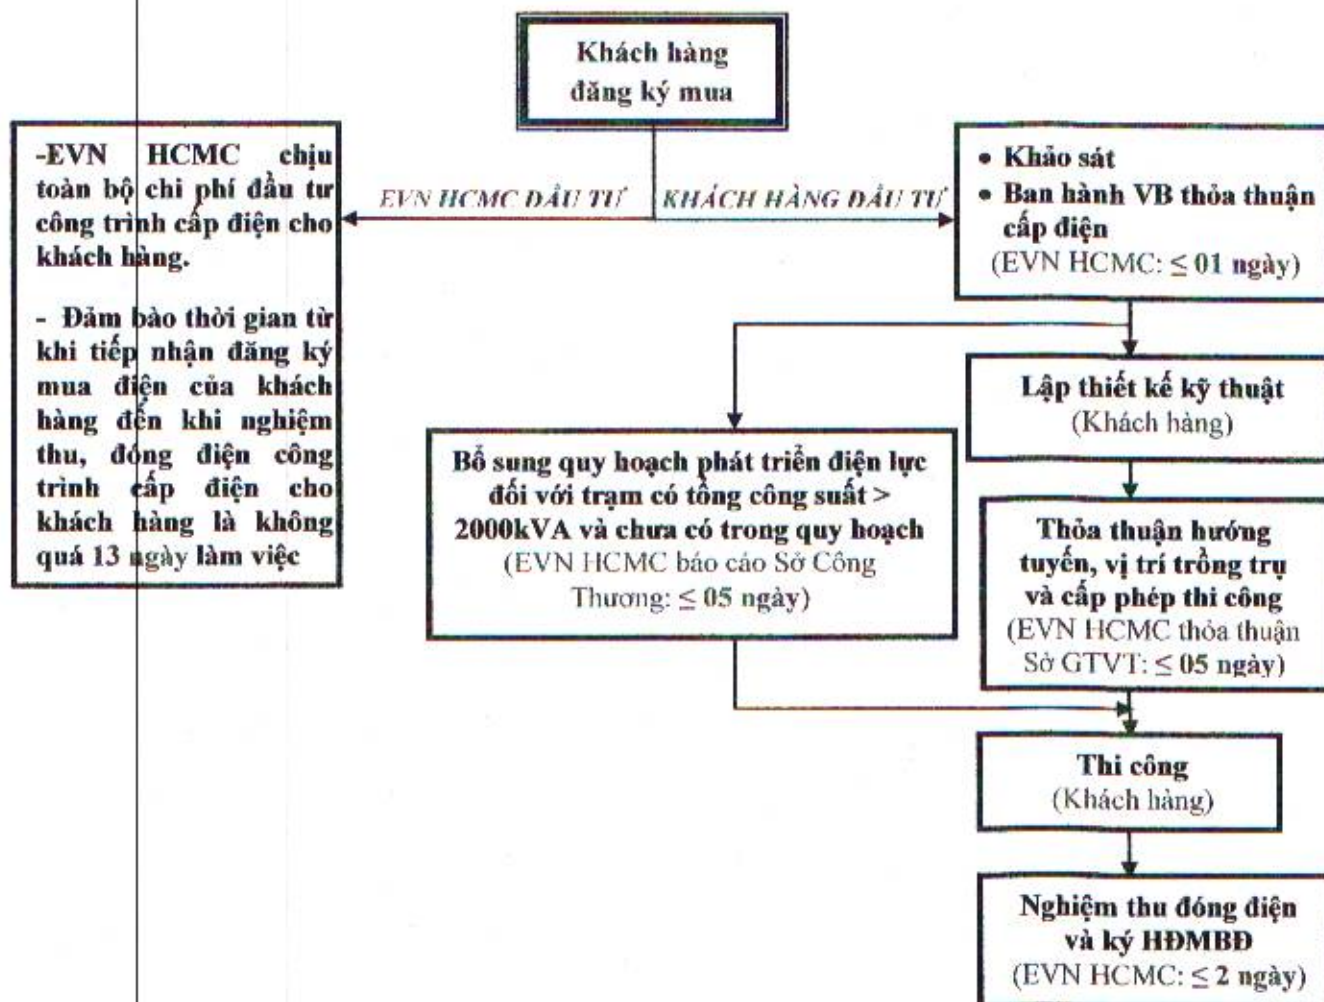 Khách hàng
đăng ký mua
-EVN HCMC chịu
toàn bộ chi phí đầu tư
công trình cấp điện cho
khách hàng.
- Đảm bảo thời gian từ
khi tiếp nhận đăng ký
mua điện của khách
hàng đến khi nghiệm
thu, đóng điện công
trình cấp điện cho
khách hàng là không
quá 13 ngày làm việc
EVN HCMC ĐẦU TƯ
KHÁCH HÀNG ĐẦU TƯ
• Khảo sát
• Ban hành VB thỏa thuận
cấp điện
(EVN HCMC: ≤ 01 ngày)
Lập thiết kế kỹ thuật
(Khách hàng)
Bổ sung quy hoạch phát triển điện lực
đối với trạm có tổng công suất >
2000kVA và chưa có trong quy hoạch
(EVN HCMC báo cáo Sở Công
Thương: ≤ 05 ngày)
Thỏa thuận hướng
tuyến, vị trí trồng trụ
và cấp phép thi công
(EVN HCMC thỏa thuận
Sở GTVT: ≤ 05 ngày)
Thi công
(Khách hàng)
Nghiệm thu đóng điện
và ký HĐMBĐ
(EVN HCMC: ≤ 2 ngày)